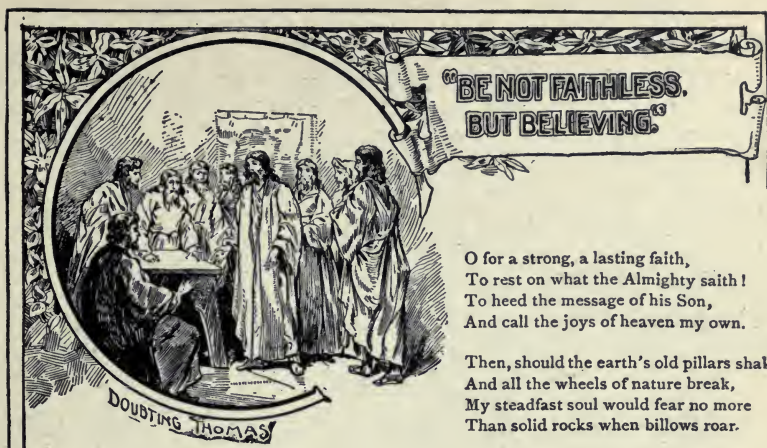 "BE NOT FAITHLESS.
BUT BELIEVING."
O for a strong, a lasting faith,
To rest on what the Almighty saith!
To heed the message of his Son,
And call the joys of heaven my own.
Then, should the earth's old pillars shak
And all the wheels of nature break,
My steadfast soul would fear no more
Than solid rocks when billows roar.
DOUBTING THOMAS